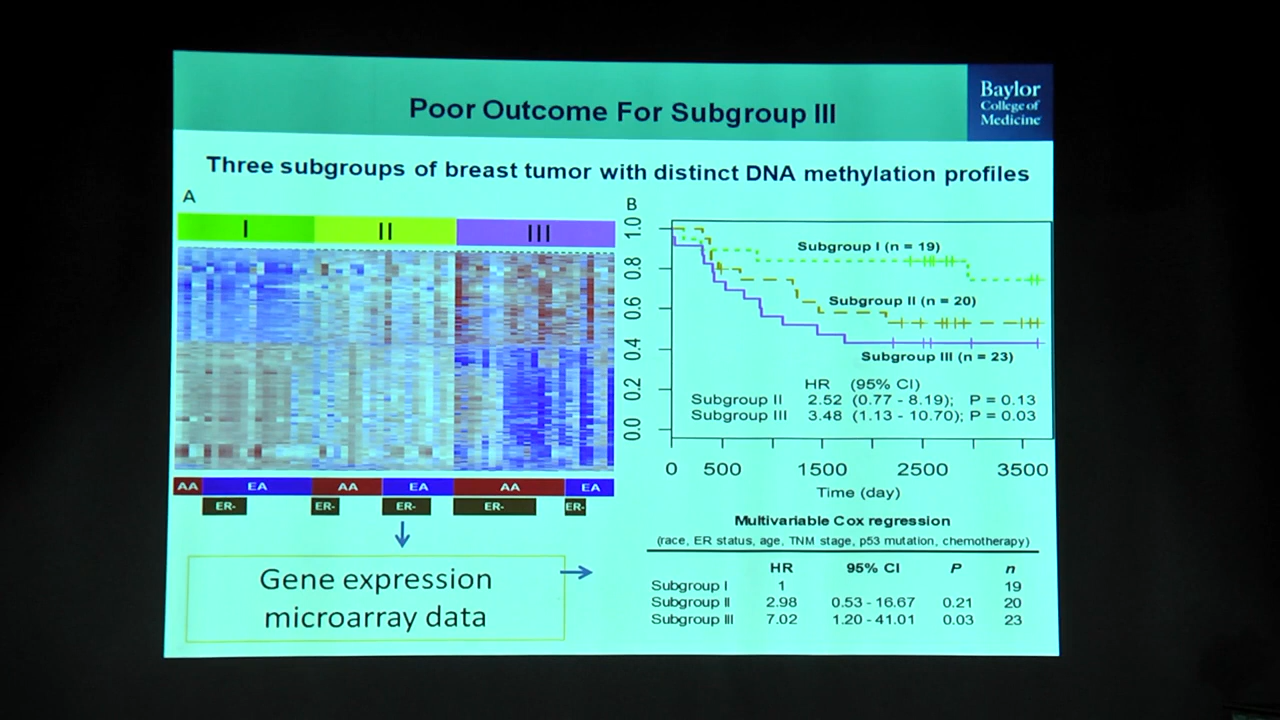 Poor Outcome For Subgroup III
Baylor
College of
Medicine
Three subgroups of breast tumor with distinct DNA methylation profiles
A
I II III
AA EA AA EA AA EA
ER- ER- ER- ER- ER-
Gene expression
microarray data
B
1.0
0.8
0.6
0.4
0.2
0.0
Subgroup I (n = 19)
Subgroup II (n = 20)
Subgroup III (n = 23)
HR (95% CI)
Subgroup II 2.52 (0.77 - 8.19); P = 0.13
Subgroup III 3.48 (1.13 - 10.70); P = 0.03
0 500 1500 2500 3500
Time (day)
Multivariable Cox regression
(race, ER status, age, TNM stage, p53 mutation, chemotherapy)
HR 95% CI P n
Subgroup I 1 19
Subgroup II 2.98 0.53 - 16.67 0.21 20
Subgroup III 7.02 1.20 - 41.01 0.03 23